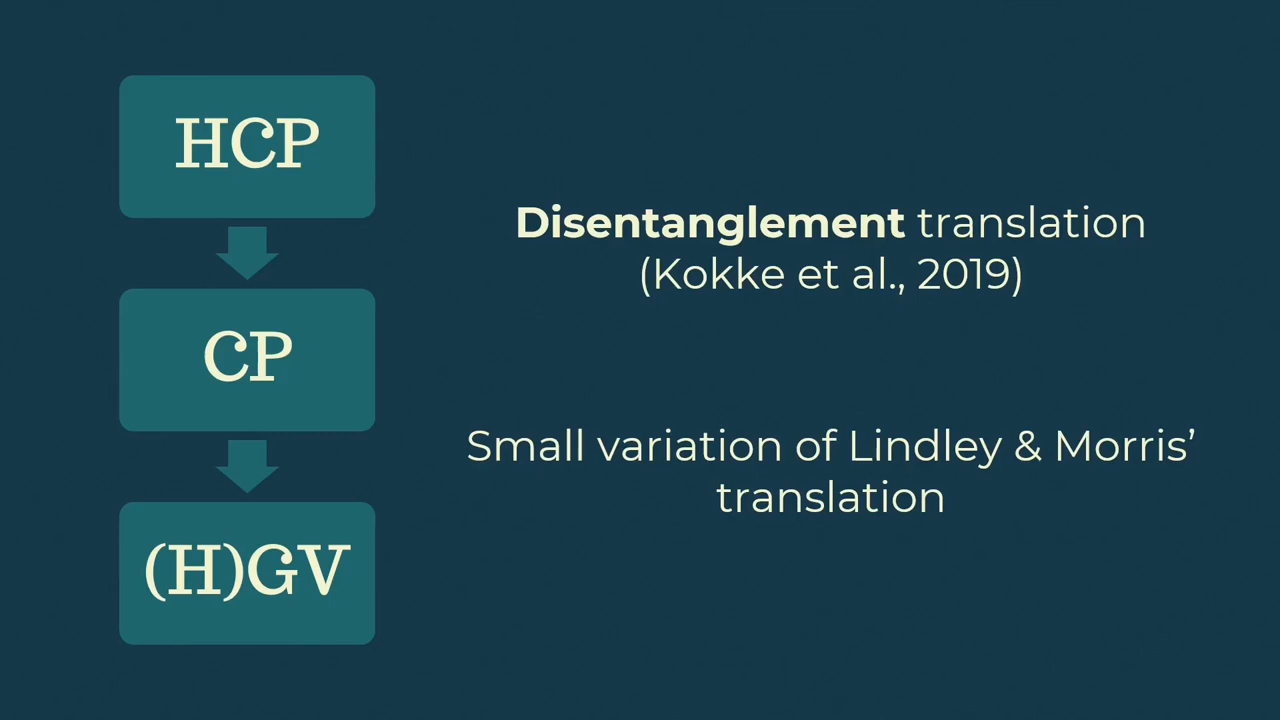 HCP
Disentanglement translation
(Kokke et al., 2019)
CP
Small variation of Lindley & Morris’
translation
(H)GV